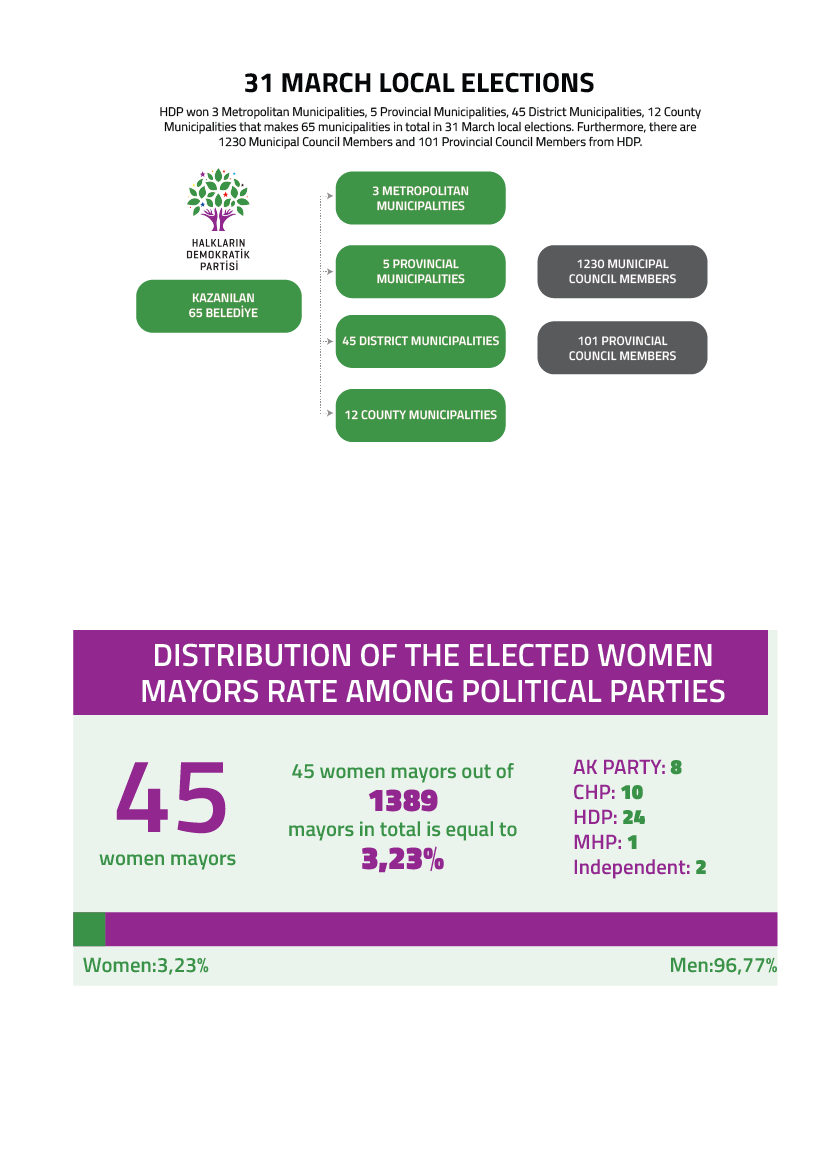 31 MARCH LOCAL ELECTIONS
HDP won 3 Metropolitan Municipalities, 5 Provincial Municipalities, 45 District Municipalities, 12 County
Municipalities that makes 65 municipalities in total in 31 March local elections. Furthermore, there are
1230 Municipal Council Members and 101 Provincial Council Members from HDP.
HALKLARIN
DEMOKRATİK
PARTİSİ
KAZANILAN
65 BELEDİYE
3 METROPOLITAN
MUNICIPALITIES
5 PROVINCIAL
MUNICIPALITIES
45 DISTRICT MUNICIPALITIES
12 COUNTY MUNICIPALITIES
1230 MUNICIPAL
COUNCIL MEMBERS
101 PROVINCIAL
COUNCIL MEMBERS
DISTRIBUTION OF THE ELECTED WOMEN
MAYORS RATE AMONG POLITICAL PARTIES
45
women mayors
45 women mayors out of
1389
mayors in total is equal to
3,23%
AK PARTY: 8
CHP: 10
HDP: 24
MHP: 1
Independent: 2
Women:3,23%
Men:96,77%